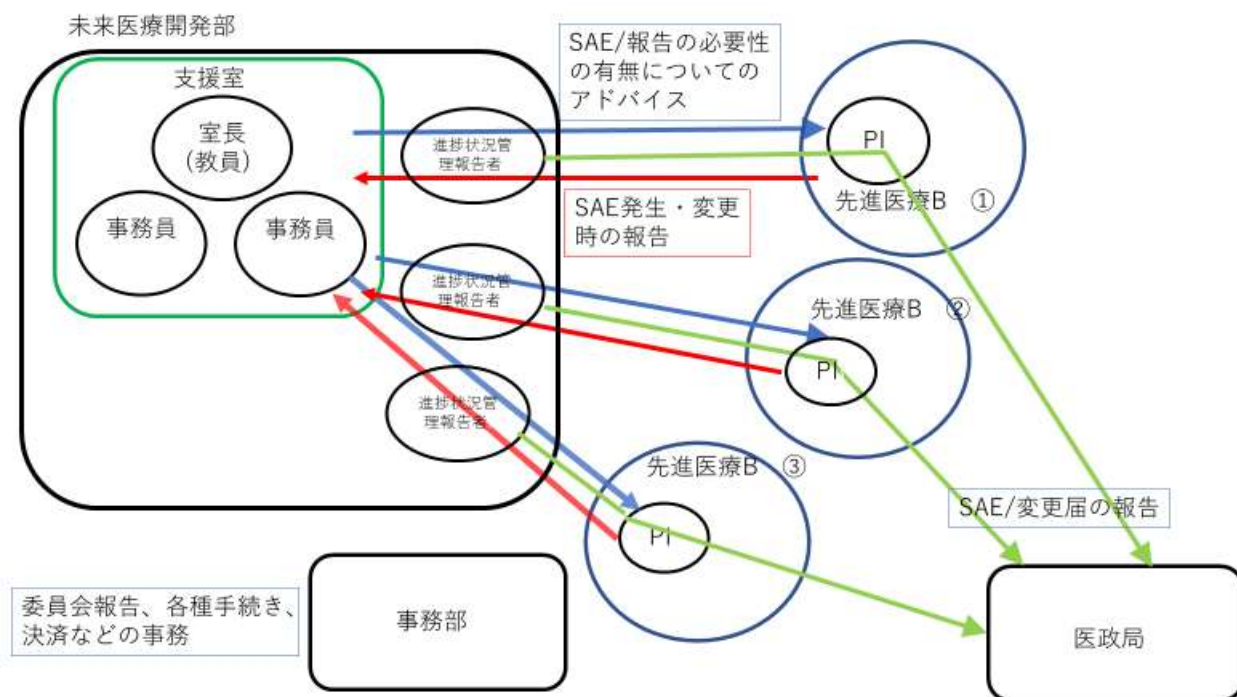 未来医療開発部
支援室
室長
(教員)
事務員
事務員
進捗状況管
理報告者
進捗状況管
理報告者
進捗状況管
理報告者
SAE/報告の必要性
の有無についての
アドバイス
SAE発生・変更
時の報告
PI
先進医療B ①
先進医療B ②
PI
先進医療B ③
PI
SAE/変更届の報告
委員会報告、各種手続き、
決済などの事務
事務部
医政局